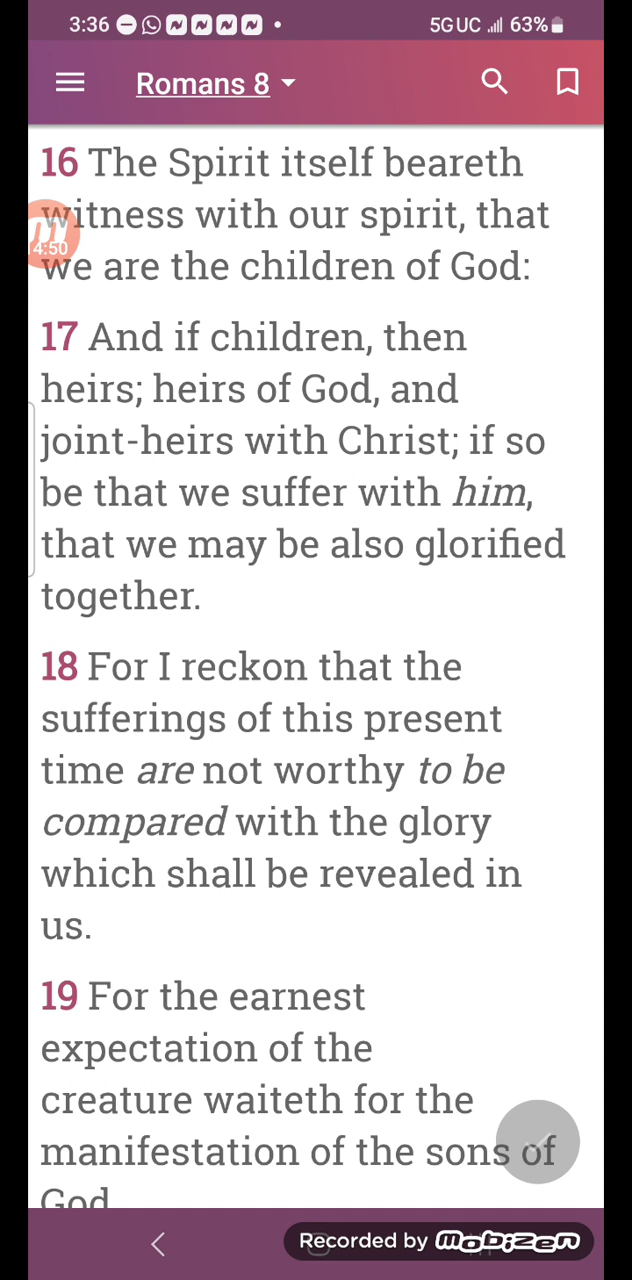 3:36
5GUC 63%
Romans 8
16 The Spirit itself beareth
witness with our spirit, that
14:50
we are the children of God:
17 And if children, then
heirs; heirs of God, and
joint-heirs with Christ; if so
be that we suffer with him,
that we may be also glorified
together.
18 For I reckon that the
sufferings of this present
time are not worthy to be
compared with the glory
which shall be revealed in
us.
19 For the earnest
expectation of the
creature waiteth for the
manifestation of the sons of
God
Recorded by mobizen